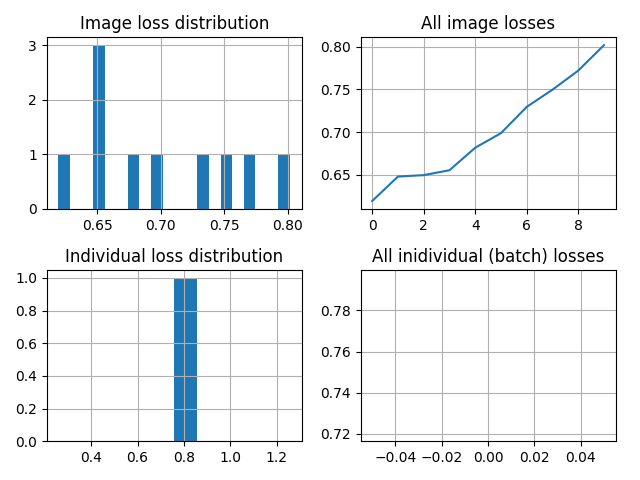 Image loss distribution
3
2
1
0
0.65 0.70 0.75 0.80
All image losses
0.80
0.75
0.70
0.65
0 2 4 6 8
Individual loss distribution
1.0
0.8
0.6
0.4
0.2
0.0
0.4 0.6 0.8 1.0 1.2
All inidividual (batch) losses
0.78
0.76
0.74
0.72
−0.04 −0.02 0.00 0.02 0.04